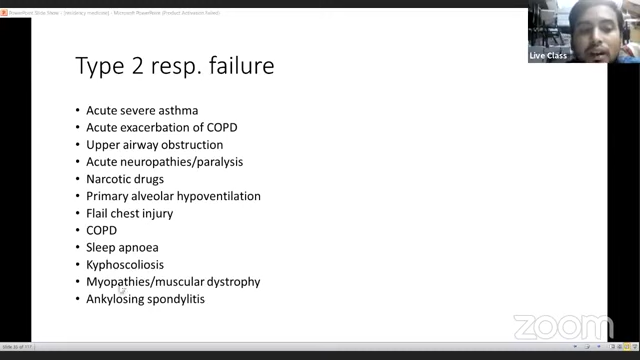 PowerPoint Slide Show - [residency medicine] - Microsoft PowerPoint (Product Activation Failed)
Live Class
Type 2 resp. failure
• Acute severe asthma
• Acute exacerbation of COPD
• Upper airway obstruction
• Acute neuropathies/paralysis
• Narcotic drugs
• Primary alveolar hypoventilation
• Flail chest injury
• COPD
• Sleep apnoea
• Kyphoscoliosis
• Myopathies/muscular dystrophy
• Ankylosing spondylitis
zoom